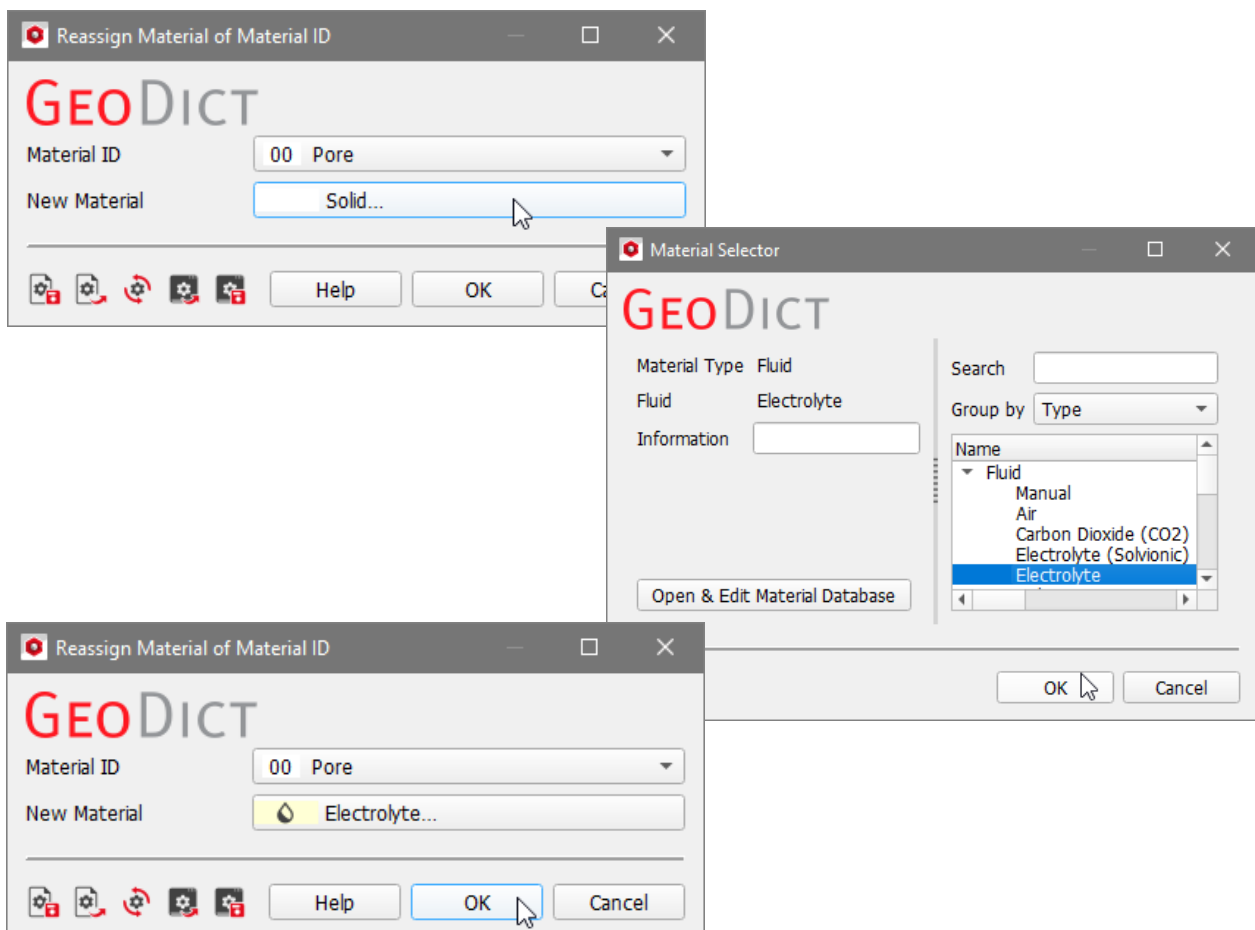 Reassign Material of Material ID
GEODICT
Material ID 00 Pore
New Material Solid...
Help OK
Material Selector
GEODICT
Material Type Fluid
Fluid Electrolyte
Information
Open & Edit Material Database
Search
Group by Type
Name
Fluid
Manual
Air
Carbon Dioxide (CO2)
Electrolyte (Solvionic)
Electrolyte
OK Cancel
Reassign Material of Material ID
GEODICT
Material ID 00 Pore
New Material Electrolyte...
Help OK Cancel